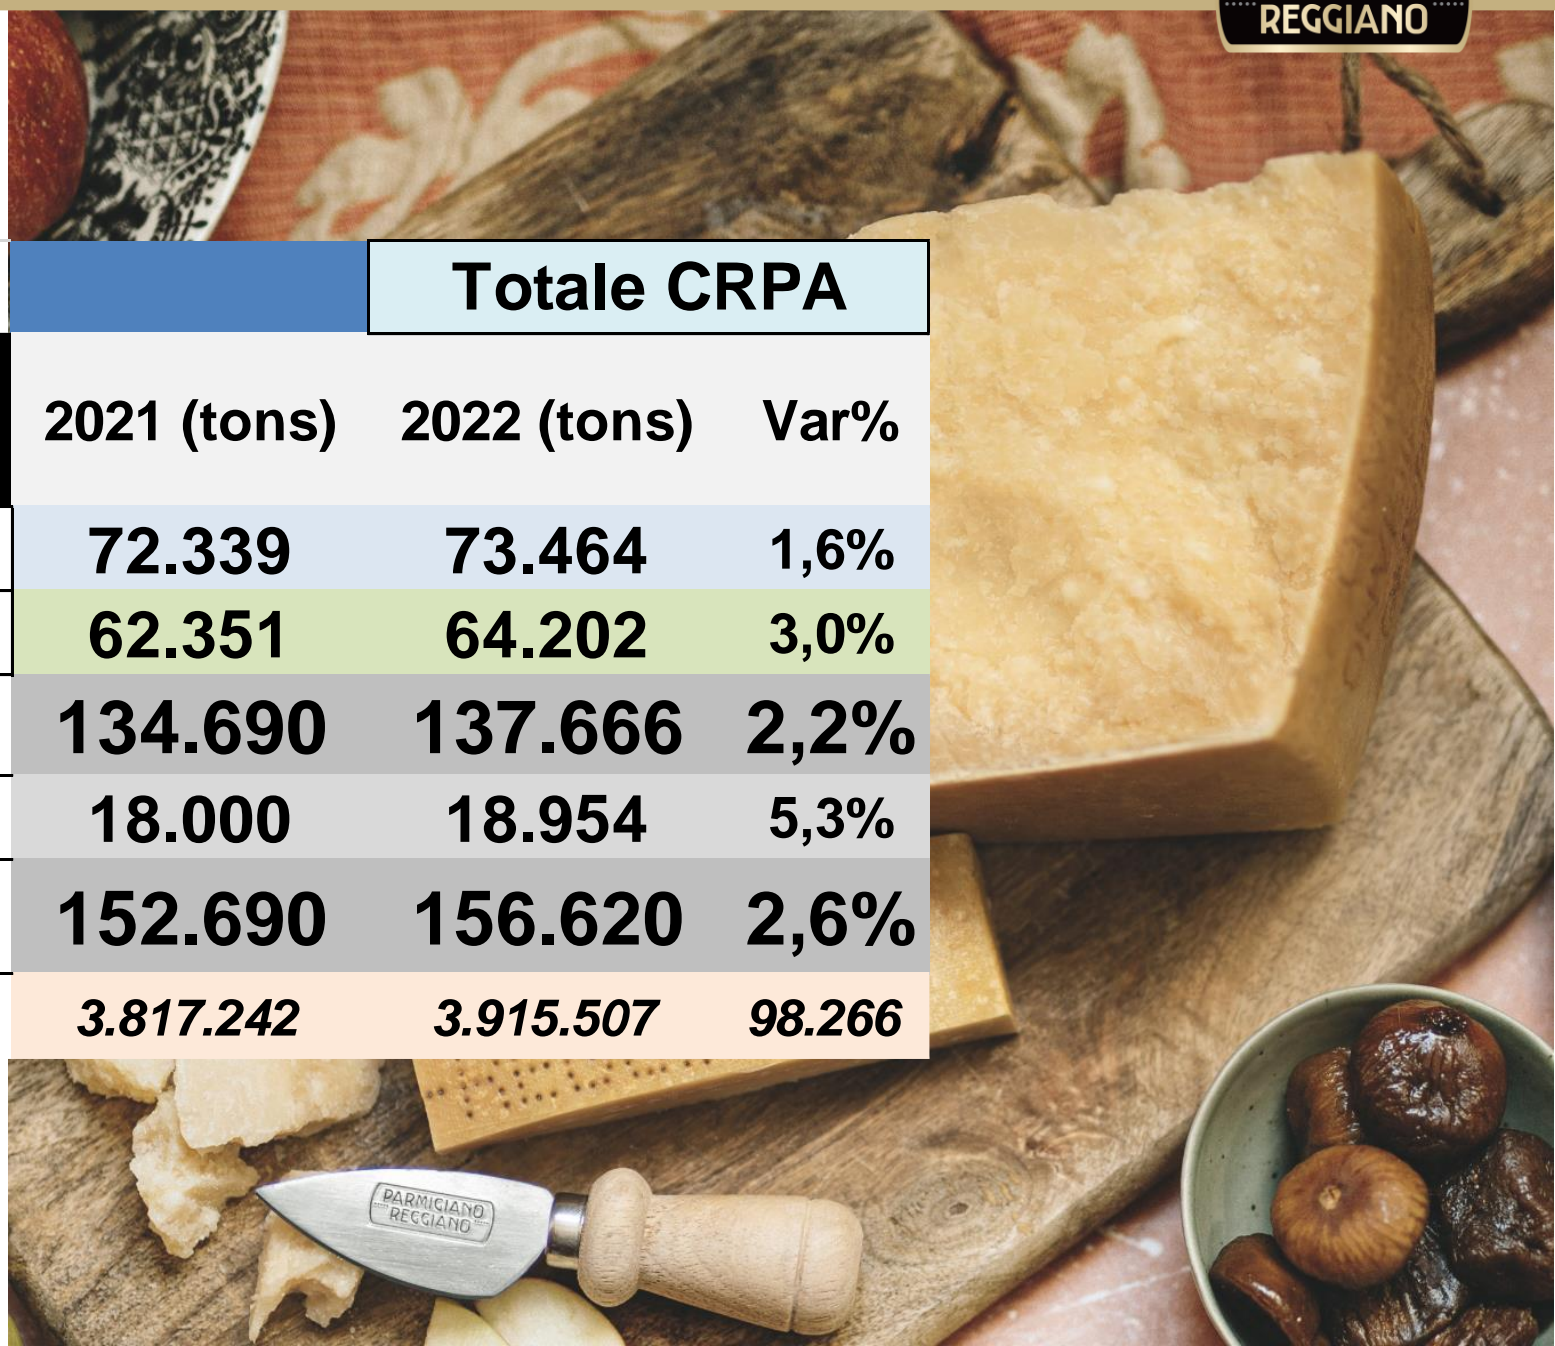 REGGIANO
Totale CRPA
2021 (tons) 2022 (tons) Var%
72.339 73.464 1,6%
62.351 64.202 3,0%
134.690 137.666 2,2%
18.000 18.954 5,3%
152.690 156.620 2,6%
3.817.242 3.915.507 98.266
PARMIGIANO
REGGIANO